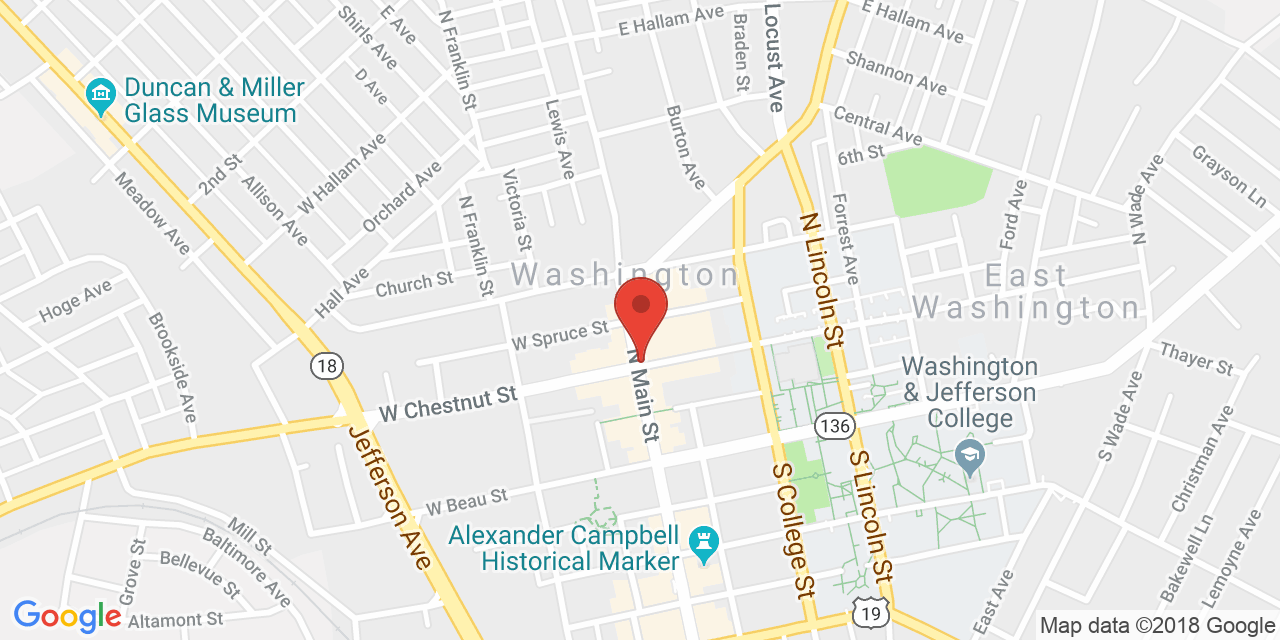 E Hallam Ave
E Hallam Ave
Locust Ave
Braden St
Shirls Ave
E Ave
D Ave
N Franklin St
Shannon Ave
Duncan & Miller
Glass Museum
Central Ave
6th St
Burton Ave
Lewis Ave
Grayson Ln
2nd St
W Hallam Ave
Orchard Ave
Allison Ave
Meadow Ave
N Franklin St
Victoria St
N Lincoln St
Forrest Ave
Ford Ave
N Wade Ave
Church St
Hall Ave
Washington
East
Washington
Hoge Ave
Brookside Ave
W Spruce St
18
Thayer St
Washington
& Jefferson
College
W Chestnut St
N Main St
136
S Wade Ave
Christman Ave
Jefferson Ave
S College St
S Lincoln St
W Beau St
Alexander Campbell
Historical Marker
Mill St
Baltimore Ave
Bellevue St
Grove St
Altamont St
Bakewell Ln
Lemoyne Ave
East Ave
19
Google
Map data ©2018 Google